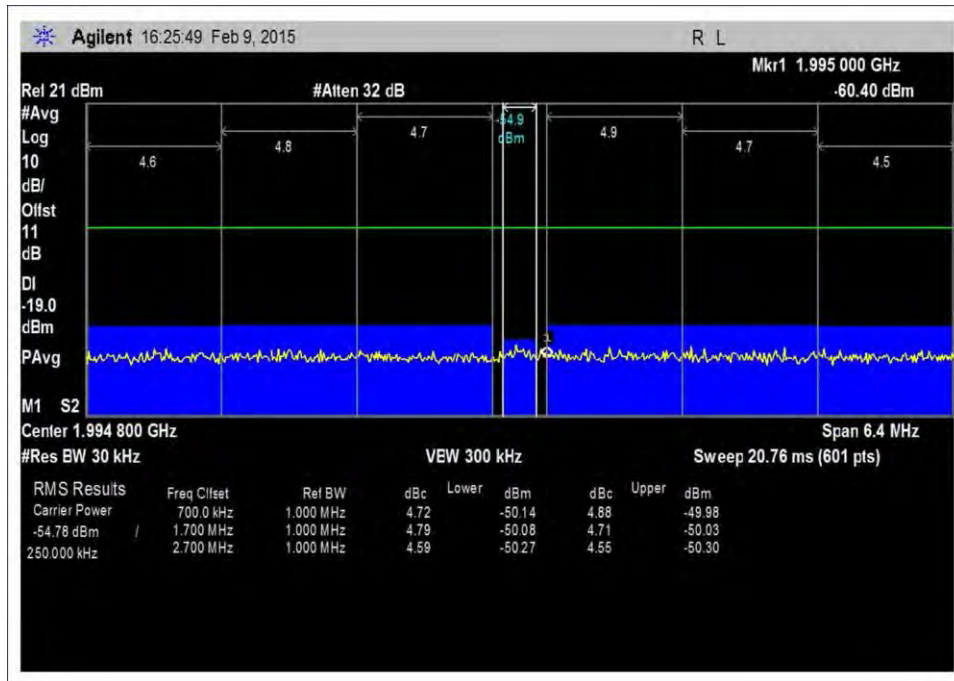 Agilent 16:25:49 Feb 9, 2015 R L
Mkr1 1.995 000 GHz
Rel 21 dBm #Atten 32 dB -60.40 dBm
#Avg
Log
10
dB/
Offst
11
dB
DI
-19.0
dBm
PAvg
M1 S2
4.6 4.8 4.7 -54.9 4.9 4.7 4.5
dBm
1
Center 1.994 800 GHz Span 6.4 MHz
#Res BW 30 kHz VEW 300 kHz Sweep 20.76 ms (601 pts)
RMS Results Freq Clfset Ref BW dBc Lower dBm dBc Upper dBm
Carrier Power 700.0 kHz 1.000 MHz 4.72 -50.14 4.88 -49.98
-54.78 dBm / 1.700 MHz 1.000 MHz 4.79 -50.08 4.71 -50.03
250.000 kHz 2.700 MHz 1.000 MHz 4.59 -50.27 4.55 -50.30